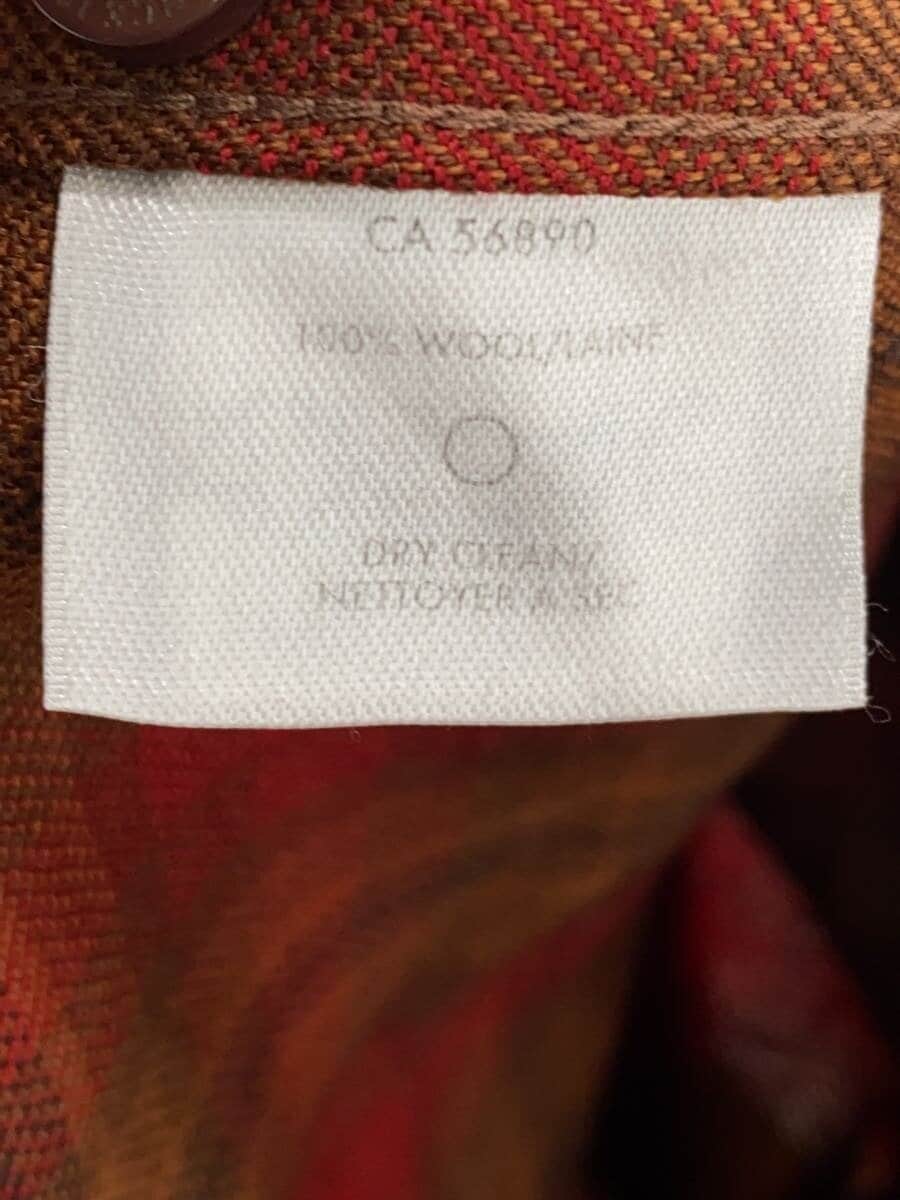 CA 56890
100% WOOL/LAINE
DRY CLEAN/
NETTOYER A SEC